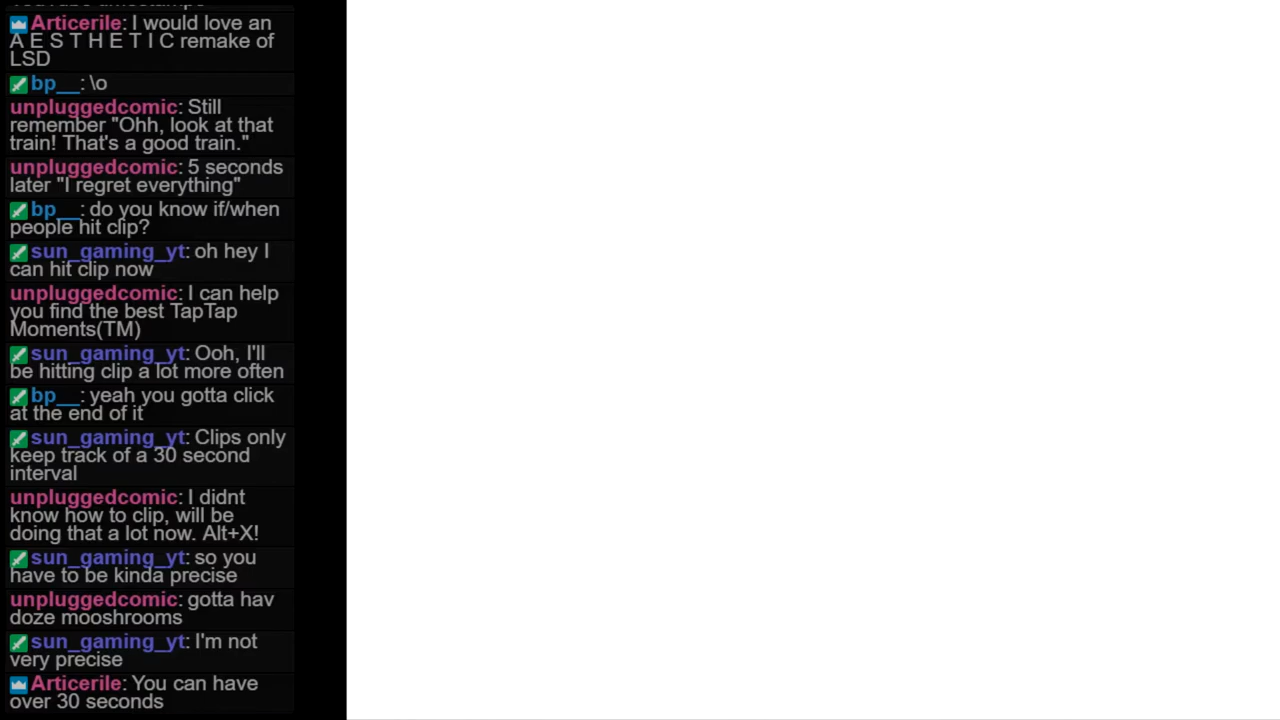 YouTube timestamps
Articerile: I would love an
A E S T H E T I C remake of
LSD
bp__: \o
unpluggedcomic: Still
remember "Ohh, look at that
train! That's a good train."
unpluggedcomic: 5 seconds
later "I regret everything"
bp__: do you know if/when
people hit clip?
sun_gaming_yt: oh hey I
can hit clip now
unpluggedcomic: I can help
you find the best TapTap
Moments(TM)
sun_gaming_yt: Ooh, I'll
be hitting clip a lot more often
bp__: yeah you gotta click
at the end of it
sun_gaming_yt: Clips only
keep track of a 30 second
interval
unpluggedcomic: I didnt
know how to clip, will be
doing that a lot now. Alt+X!
sun_gaming_yt: so you
have to be kinda precise
unpluggedcomic: gotta hav
doze mooshrooms
sun_gaming_yt: I'm not
very precise
Articerile: You can have
over 30 seconds